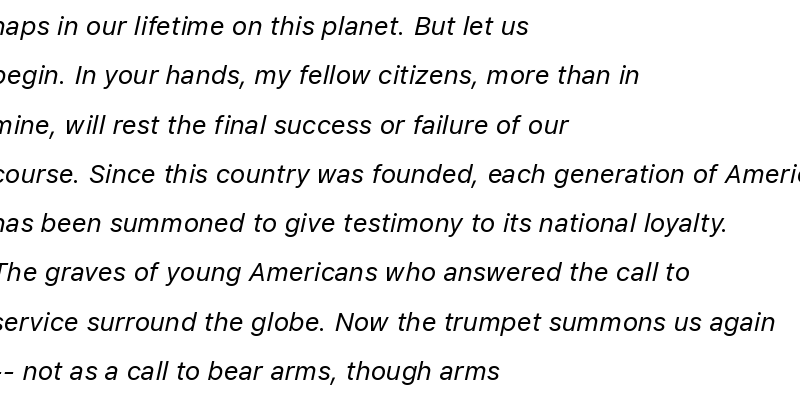 haps in our lifetime on this planet. But let us
begin. In your hands, my fellow citizens, more than in
mine, will rest the final success or failure of our
course. Since this country was founded, each generation of Americ
has been summoned to give testimony to its national loyalty.
The graves of young Americans who answered the call to
service surround the globe. Now the trumpet summons us again
-- not as a call to bear arms, though arms